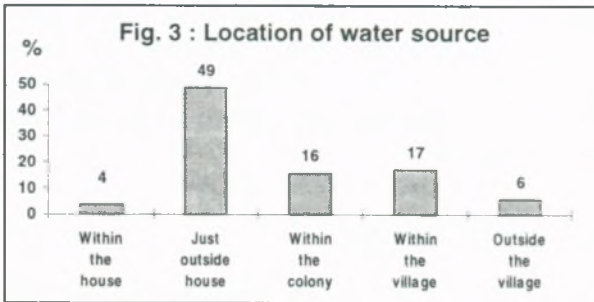 Fig. 3 : Location of water source
%
50
40
30
20
10
0
4
49
16
17
6
Within the house
Just outside house
Within the colony
Within the village
Outside the village